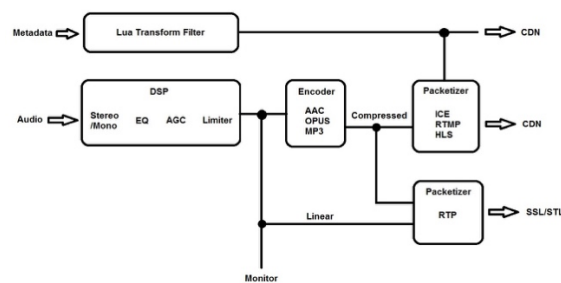 Metadata
Lua Transform Filter
CDN
DSP
Audio
Stereo
/Mono
EQ
AGC
Limiter
Encoder
AAC
OPUS
MP3
Compressed
Packetizer
ICE
RTMP
HLS
CDN
Packetizer
RTP
SSL/STL
Linear
Monitor